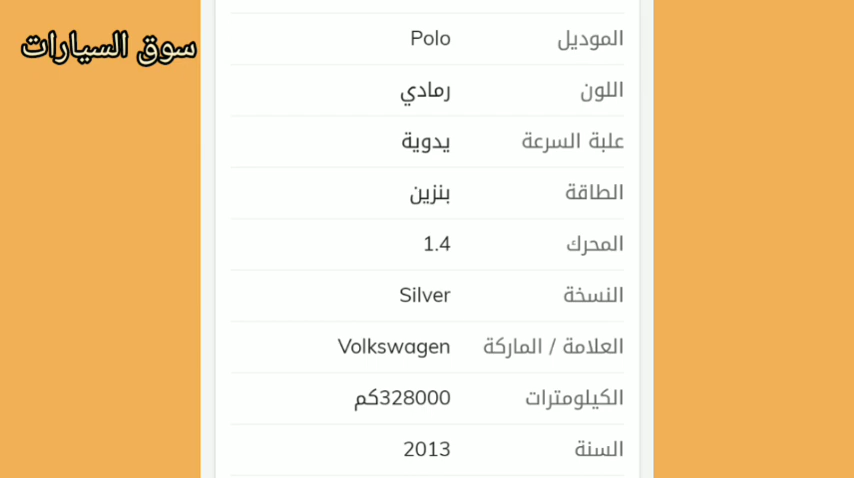 سوق السيارات
الموديل Polo
اللون رمادي
علبة السرعة يدوية
الطاقة بنزين
المحرك 1.4
النسخة Silver
العلامة / الماركة Volkswagen
الكيلومترات 328000كم
السنة 2013